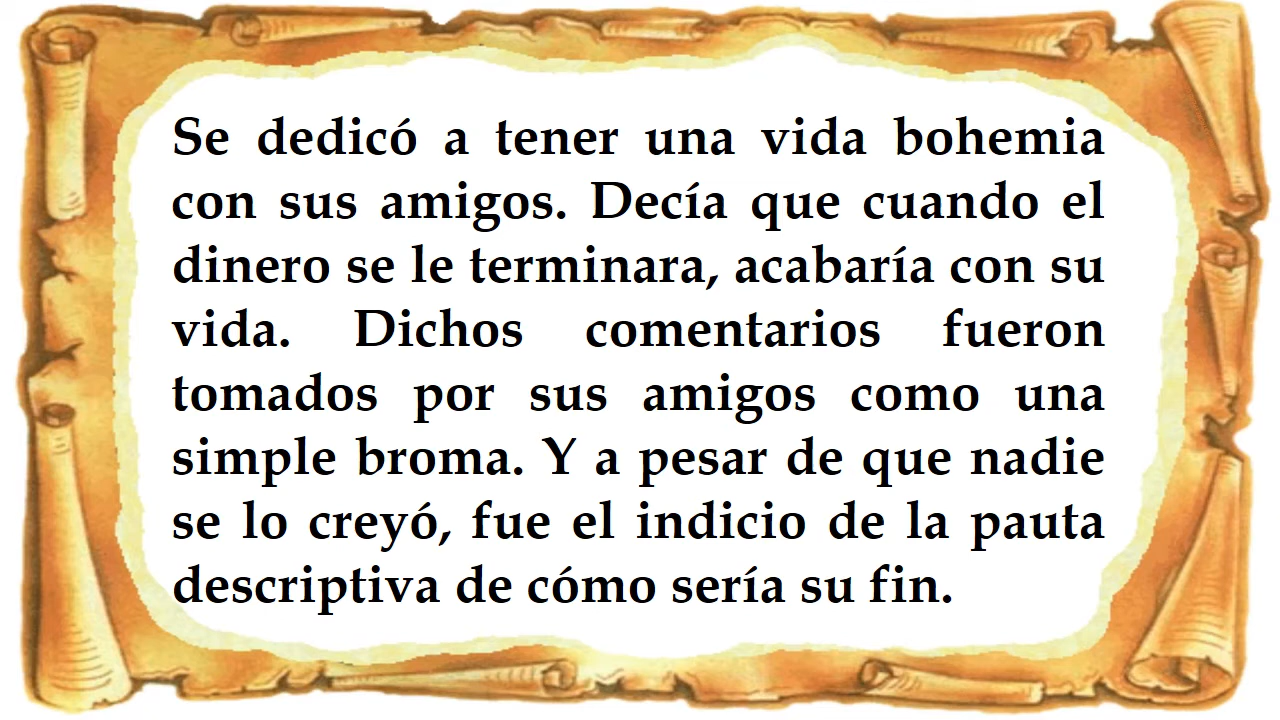 Se dedicó a tener una vida bohemia
con sus amigos. Decía que cuando el
dinero se le terminara, acabaría con su
vida. Dichos comentarios fueron
tomados por sus amigos como una
simple broma. Y a pesar de que nadie
se lo creyó, fue el indicio de la pauta
descriptiva de cómo sería su fin.